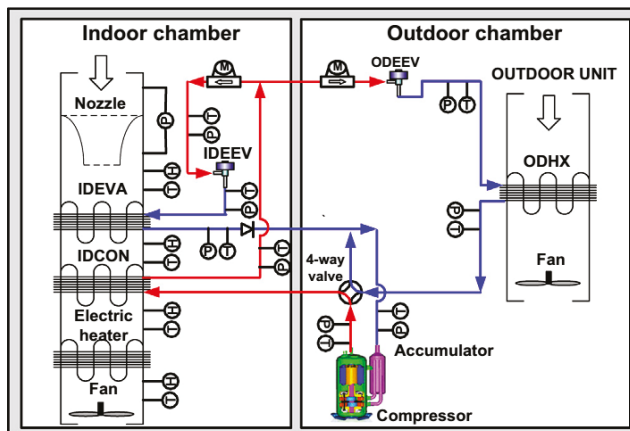 Indoor chamber
Outdoor chamber
M
M
ODEEV
OUTDOOR UNIT
Nozzle
P
T
P
P
T
IDEEV
H
T
ODHX
IDEVA
T
P
P
T
H
T
P
T
4-way
valve
T
P
IDCON
Fan
H
T
Electric
heater
P
T
T
P
Accumulator
H
T
Fan
Compressor